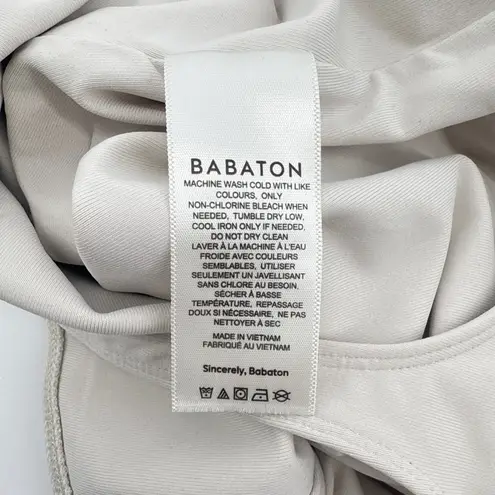 BABATON
MACHINE WASH COLD WITH LIKE
COLOURS, ONLY
NON-CHLORINE BLEACH WHEN
NEEDED, TUMBLE DRY LOW,
COOL IRON ONLY IF NEEDED,
DO NOT DRY CLEAN
LAVER À LA MACHINE À L'EAU
FROIDE AVEC COULEURS
SEMBLABLES, UTILISER
SEULEMENT UN JAVELLISANT
SANS CHLORE AU BESOIN.
SÉCHER À BASSE
TEMPÉRATURE, REPASSAGE
DOUX SI NÉCESSAIRE, NE PAS
NETTOYER À SEC
MADE IN VIETNAM
FABRIQUÉ AU VIETNAM
Sincerely, Babaton